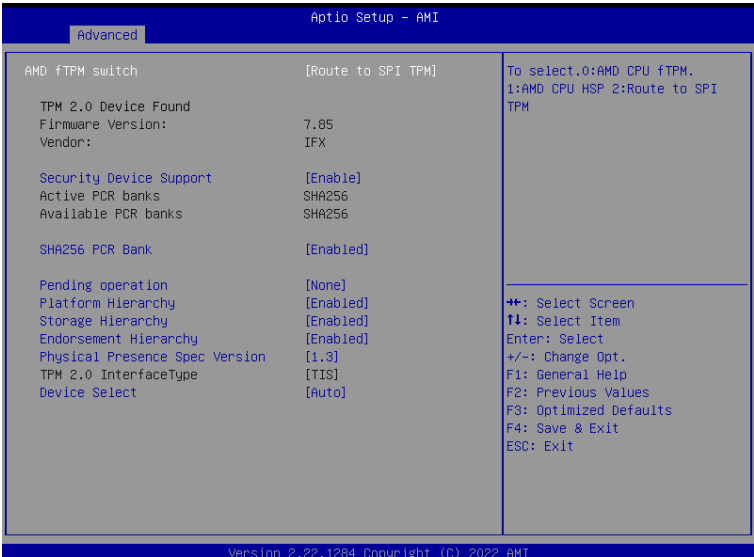 Aptio Setup – AMI
Advanced
AMD fTPM switch [Route to SPI TPM]
TPM 2.0 Device Found
Firmware Version: 7.85
Vendor: IFX
Security Device Support [Enable]
Active PCR banks SHA256
Available PCR banks SHA256
SHA256 PCR Bank [Enabled]
Pending operation [None]
Platform Hierarchy [Enabled]
Storage Hierarchy [Enabled]
Endorsement Hierarchy [Enabled]
Physical Presence Spec Version [1.3]
TPM 2.0 InterfaceType [TIS]
Device Select [Auto]
To select.0:AMD CPU fTPM.
1:AMD CPU HSP 2:Route to SPI
TPM
→←: Select Screen
↑↓: Select Item
Enter: Select
+/-: Change Opt.
F1: General Help
F2: Previous Values
F3: Optimized Defaults
F4: Save & Exit
ESC: Exit
Version 2.22.1284 Copyright (C) 2022 AMI